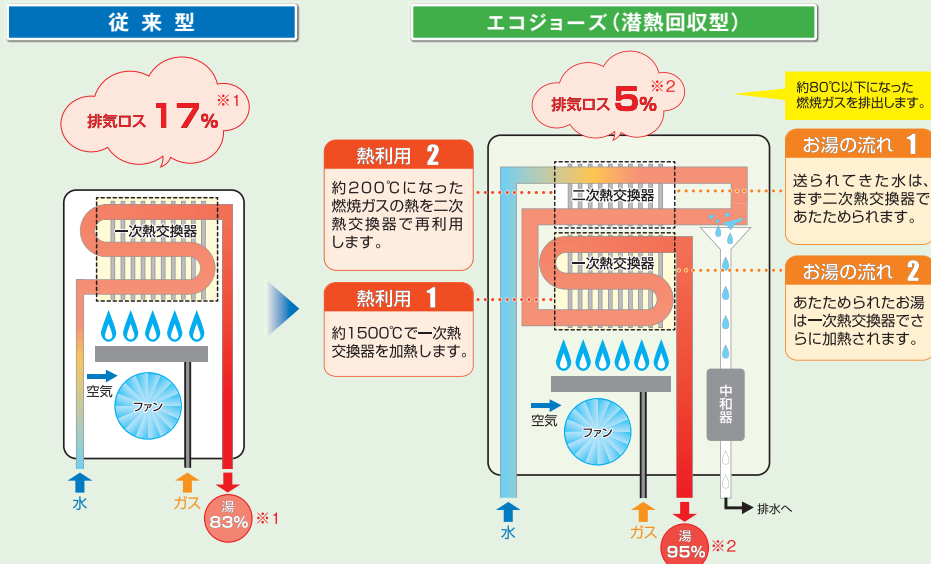 従来型
排気ロス 17% ※1
一次熱交換器
空気
ファン
水
ガス
湯
83% ※1
エコジョーズ(潜熱回収型)
排気ロス 5% ※2
約80℃以下になった
燃焼ガスを排出します。
熱利用 2
約200℃になった
燃焼ガスの熱を二次
熱交換器で再利用
します。
熱利用 1
約1500℃で一次熱
交換器を加熱します。
二次熱交換器
一次熱交換器
お湯の流れ 1
送られてきた水は、
まず二次熱交換器で
あたためられます。
お湯の流れ 2
あたためられたお湯
は一次熱交換器でさ
らに加熱されます。
中和器
空気
ファン
水
ガス
排水へ
湯
95% ※2